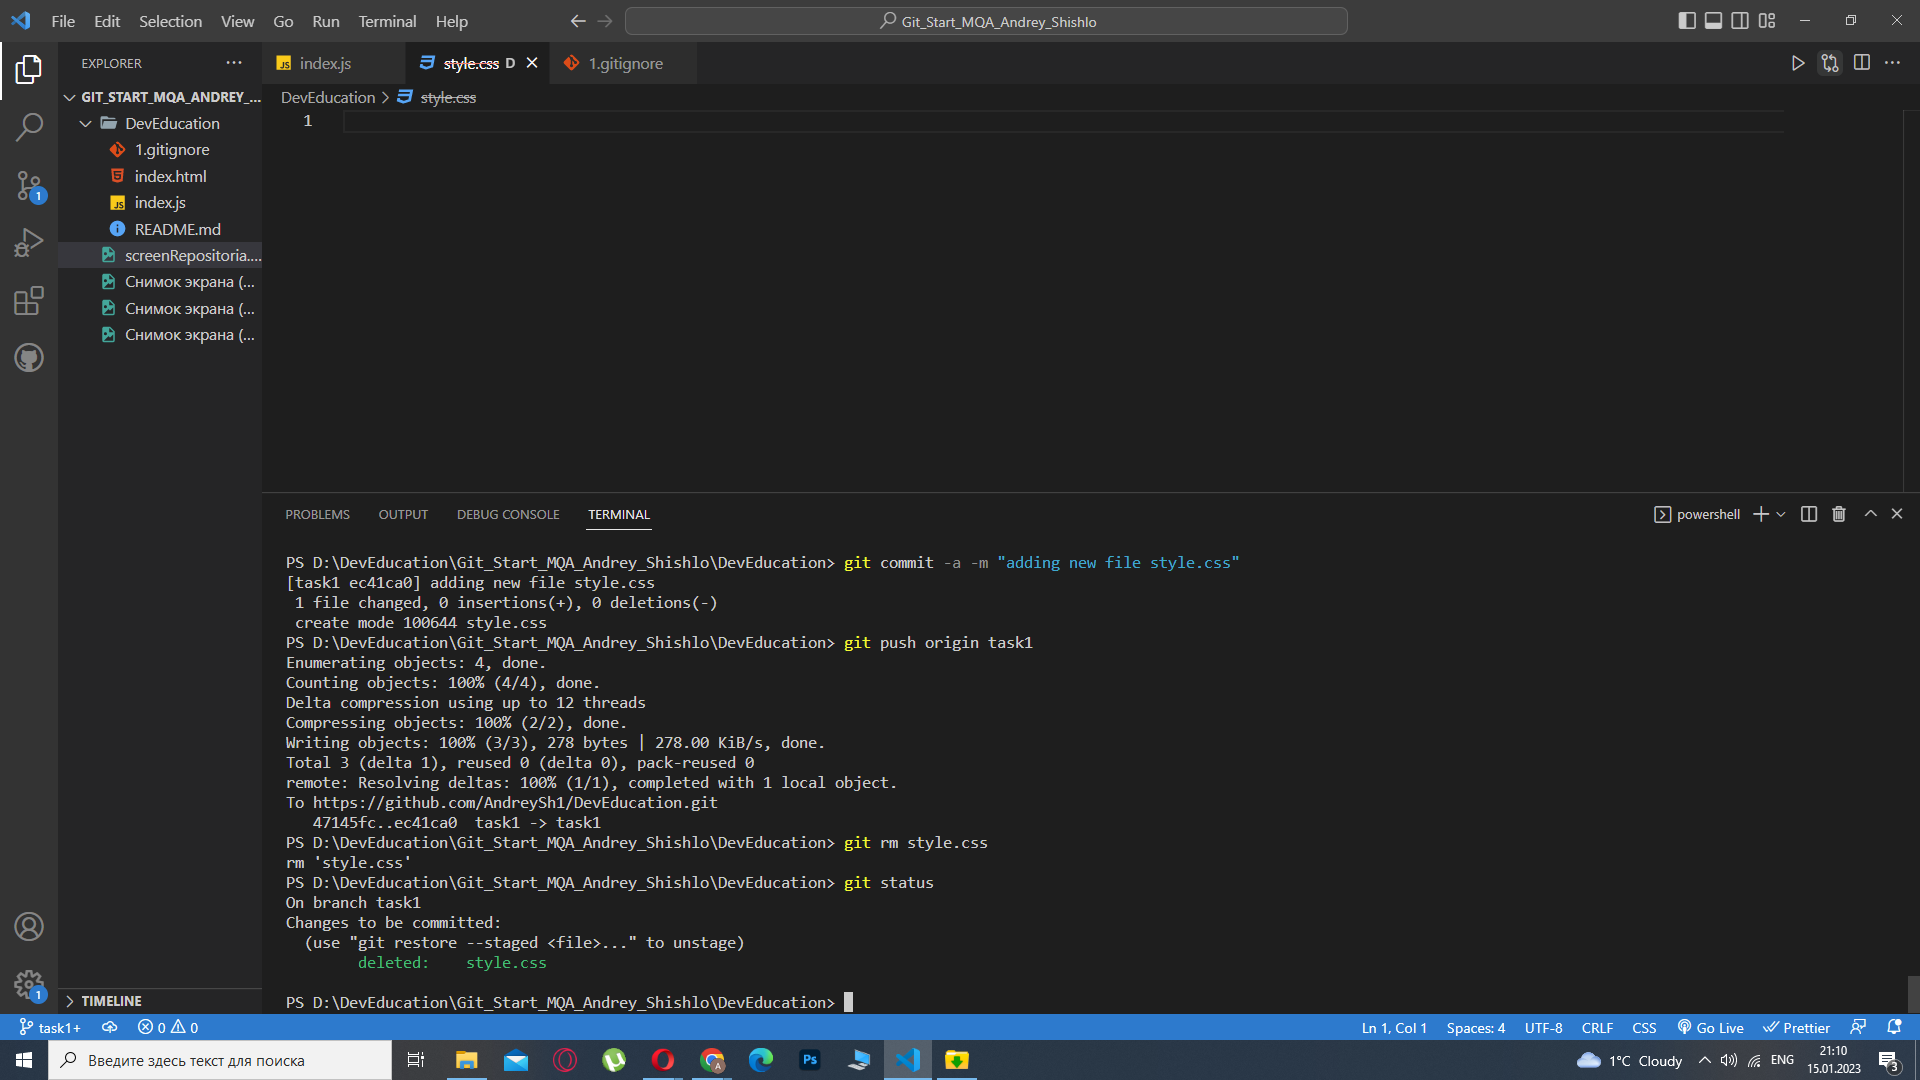 File Edit Selection View Go Run Terminal Help
Git_Start_MQA_Andrey_Shishlo
EXPLORER
index.js
style.css D
1.gitignore
GIT_START_MQA_ANDREY_...
DevEducation
1.gitignore
index.html
index.js
README.md
screenRepositoria....
Снимок экрана (...
Снимок экрана (...
Снимок экрана (...
DevEducation > style.css
1
PROBLEMS OUTPUT DEBUG CONSOLE TERMINAL
powershell
PS D:\DevEducation\Git_Start_MQA_Andrey_Shishlo\DevEducation> git commit -a -m "adding new file style.css"
[task1 ec41ca0] adding new file style.css
1 file changed, 0 insertions(+), 0 deletions(-)
create mode 100644 style.css
PS D:\DevEducation\Git_Start_MQA_Andrey_Shishlo\DevEducation> git push origin task1
Enumerating objects: 4, done.
Counting objects: 100% (4/4), done.
Delta compression using up to 12 threads
Compressing objects: 100% (2/2), done.
Writing objects: 100% (3/3), 278 bytes | 278.00 KiB/s, done.
Total 3 (delta 1), reused 0 (delta 0), pack-reused 0
remote: Resolving deltas: 100% (1/1), completed with 1 local object.
To https://github.com/AndreySh1/DevEducation.git
47145fc..ec41ca0 task1 -> task1
PS D:\DevEducation\Git_Start_MQA_Andrey_Shishlo\DevEducation> git rm style.css
rm 'style.css'
PS D:\DevEducation\Git_Start_MQA_Andrey_Shishlo\DevEducation> git status
On branch task1
Changes to be committed:
(use "git restore --staged <file>..." to unstage)
deleted: style.css
PS D:\DevEducation\Git_Start_MQA_Andrey_Shishlo\DevEducation>
1
1
TIMELINE
task1+ 0 0
Ln 1, Col 1 Spaces: 4 UTF-8 CRLF CSS Go Live Prettier
Введите здесь текст для поиска
A
Ps
1°C Cloudy
ENG
21:10
15.01.2023
3